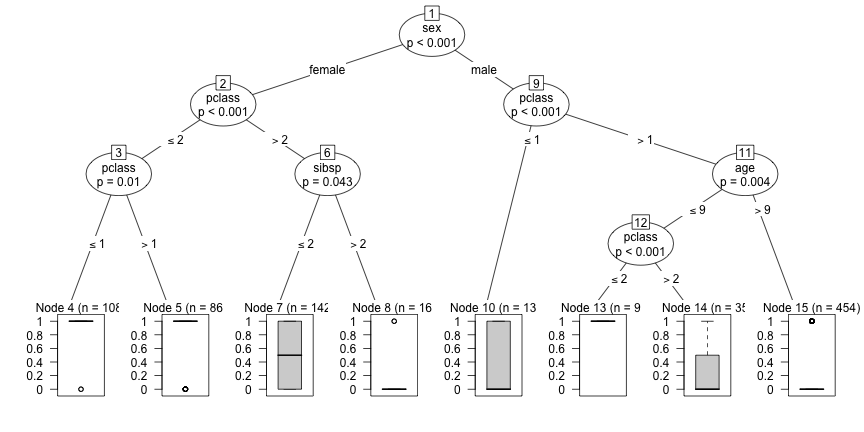 1
sex
p < 0.001
female
male
2
pclass
p < 0.001
9
pclass
p < 0.001
≤ 2
> 2
≤ 1
> 1
3
pclass
p = 0.01
6
sibsp
p = 0.043
11
age
p = 0.004
≤ 9
> 9
12
pclass
p < 0.001
≤ 1
> 1
≤ 2
> 2
≤ 2
> 2
Node 4 (n = 108
Node 5 (n = 86
Node 7 (n = 142
Node 8 (n = 16
Node 10 (n = 13
Node 13 (n = 9
Node 14 (n = 35
Node 15 (n = 454)
1
0.8
0.6
0.4
0.2
0
1
0.8
0.6
0.4
0.2
0
1
0.8
0.6
0.4
0.2
0
1
0.8
0.6
0.4
0.2
0
1
0.8
0.6
0.4
0.2
0
1
0.8
0.6
0.4
0.2
0
1
0.8
0.6
0.4
0.2
0
1
0.8
0.6
0.4
0.2
0